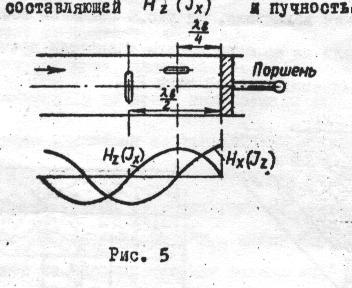 составляющей Hz(Jx) и пучность
λв
4
Поршень
λв
2
Hz(Jx)
Hx(Jz)
Рис. 5